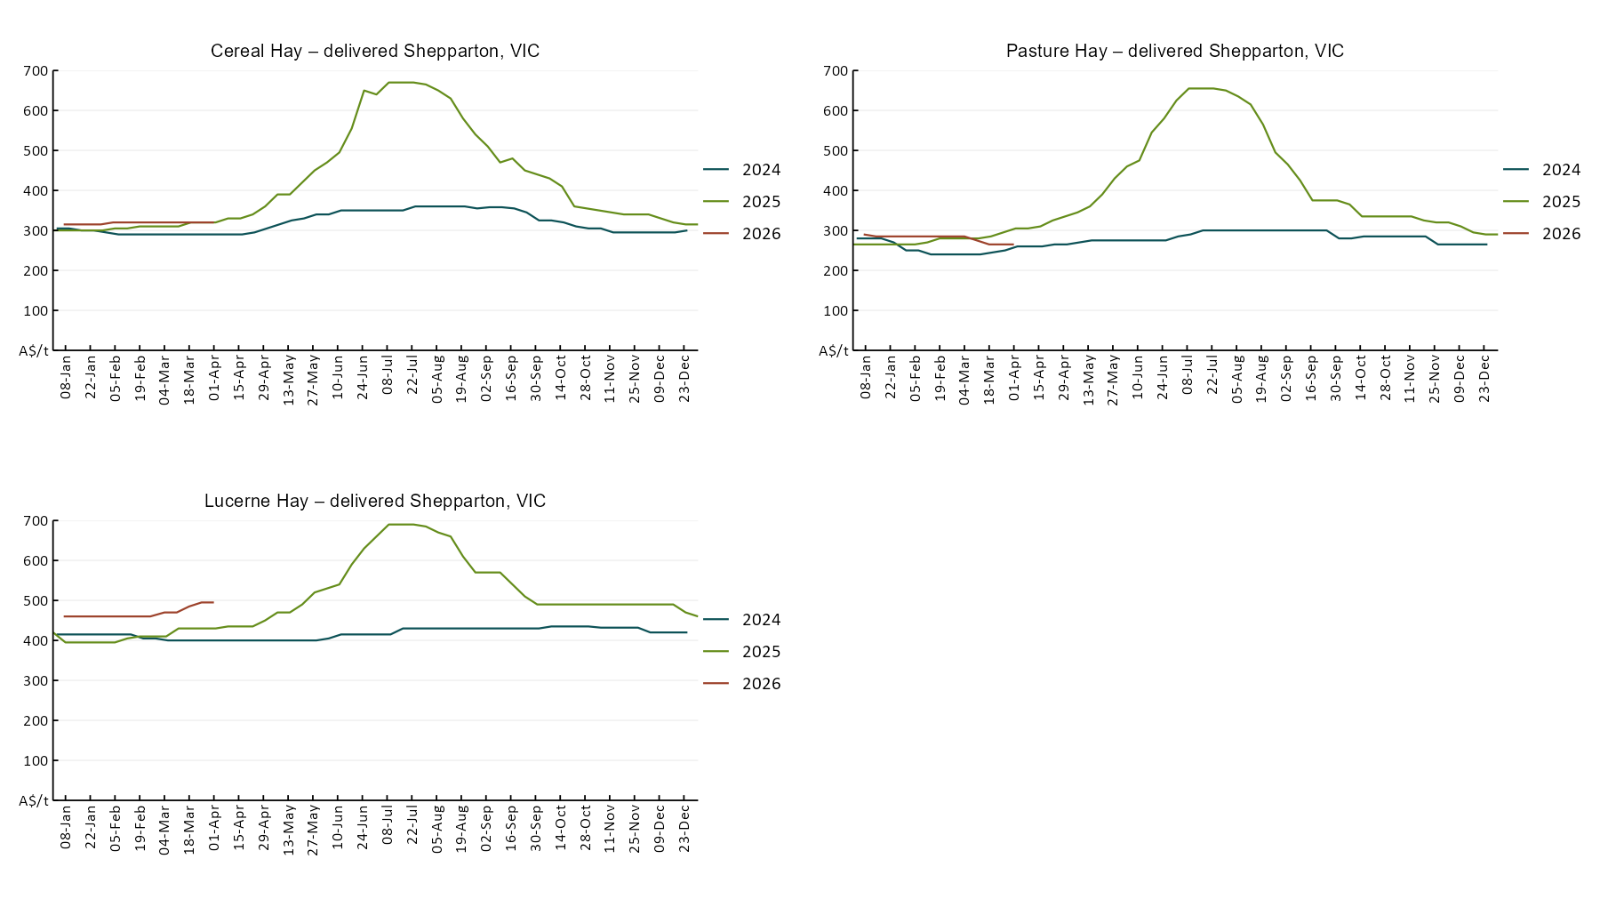 Cereal Hay – delivered Shepparton, VIC
700
600
500
400
300
200
100
A$/t
08-Jan
22-Jan
05-Feb
19-Feb
04-Mar
18-Mar
01-Apr
15-Apr
29-Apr
13-May
27-May
10-Jun
24-Jun
08-Jul
22-Jul
05-Aug
19-Aug
02-Sep
16-Sep
30-Sep
14-Oct
28-Oct
11-Nov
25-Nov
09-Dec
23-Dec
2024
2025
2026
Pasture Hay – delivered Shepparton, VIC
700
600
500
400
300
200
100
A$/t
08-Jan
22-Jan
05-Feb
19-Feb
04-Mar
18-Mar
01-Apr
15-Apr
29-Apr
13-May
27-May
10-Jun
24-Jun
08-Jul
22-Jul
05-Aug
19-Aug
02-Sep
16-Sep
30-Sep
14-Oct
28-Oct
11-Nov
25-Nov
09-Dec
23-Dec
2024
2025
2026
Lucerne Hay – delivered Shepparton, VIC
700
600
500
400
300
200
100
A$/t
08-Jan
22-Jan
05-Feb
19-Feb
04-Mar
18-Mar
01-Apr
15-Apr
29-Apr
13-May
27-May
10-Jun
24-Jun
08-Jul
22-Jul
05-Aug
19-Aug
02-Sep
16-Sep
30-Sep
14-Oct
28-Oct
11-Nov
25-Nov
09-Dec
23-Dec
2024
2025
2026